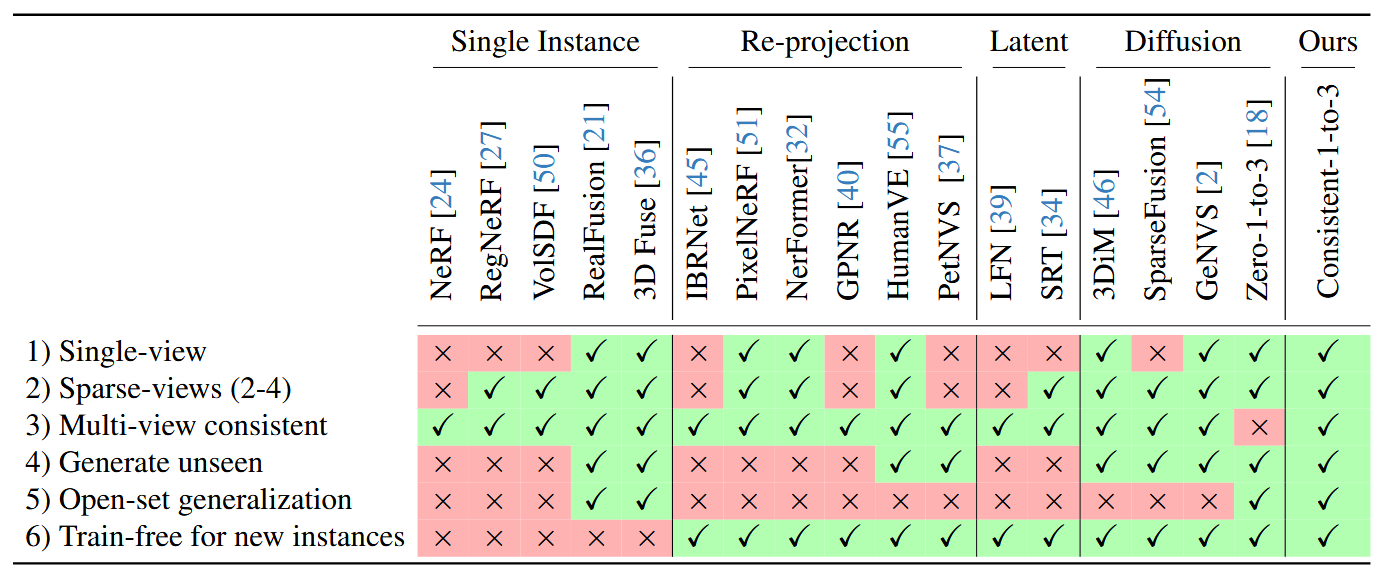 Single Instance Re-projection Latent Diffusion Ours
NeRF [24]
RegNeRF [27]
VolSDF [50]
RealFusion [21]
3D Fuse [36]
IBRNet [45]
PixelNeRF [51]
NerFormer[32]
GPNR [40]
HumanVE [55]
PetNVS [37]
LFN [39]
SRT [34]
3DiM [46]
SparseFusion [54]
GeNVS [2]
Zero-1-to-3 [18]
Consistent-1-to-3
1) Single-view × × × ✓ ✓ × ✓ ✓ × ✓ × × × ✓ × ✓ ✓ ✓
2) Sparse-views (2-4) × ✓ ✓ ✓ ✓ × ✓ ✓ × ✓ × × ✓ ✓ ✓ ✓ ✓ ✓
3) Multi-view consistent ✓ ✓ ✓ ✓ ✓ ✓ ✓ ✓ ✓ ✓ ✓ ✓ ✓ ✓ ✓ ✓ × ✓
4) Generate unseen × × × ✓ ✓ × × × × ✓ ✓ × × ✓ ✓ ✓ ✓ ✓
5) Open-set generalization × × × ✓ ✓ × × × × × × × × × × × ✓ ✓
6) Train-free for new instances × × × × × ✓ ✓ ✓ ✓ ✓ ✓ ✓ ✓ ✓ ✓ ✓ ✓ ✓